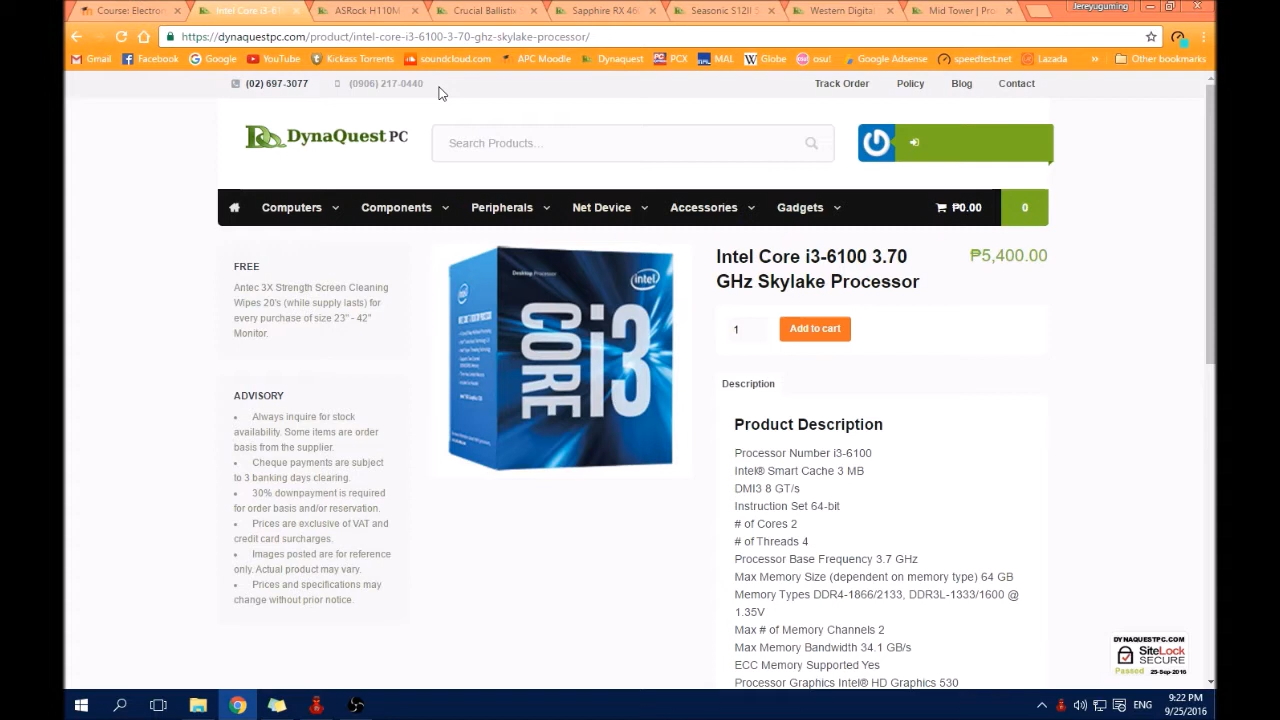 Course: Electron
Intel Core i3-61
ASRock H110M
Crucial Ballistix
Sapphire RX 460
Seasonic S12II
Western Digital
Mid Tower | Pro
Jereyuguming
https://dynaquestpc.com/product/intel-core-i3-6100-3-70-ghz-skylake-processor/
Gmail
Facebook
Google
YouTube
Kickass Torrents
soundcloud.com
APC Moodle
Dynaquest
PCX
MAL
Globe
osu!
Google Adsense
speedtest.net
Lazada
»
Other bookmarks
(02) 697-3077
(0906) 217-0440
Track Order
Policy
Blog
Contact
DynaQuest PC
Search Products…
Computers
Components
Peripherals
Net Device
Accessories
Gadgets
₱0.00
0
FREE
Antec 3X Strength Screen Cleaning
Wipes 20's (while supply lasts) for
every purchase of size 23" - 42"
Monitor.
ADVISORY
• Always inquire for stock
availability. Some items are order
basis from the supplier.
• Cheque payments are subject
to 3 banking days clearing.
• 30% downpayment is required
for order basis and/or reservation.
• Prices are exclusive of VAT and
credit card surcharges.
• Images posted are for reference
only. Actual product may vary.
• Prices and specifications may
change without prior notice.
Desktop Processor
intel
CORE i3
Intel Core i3-6100 3.70
GHz Skylake Processor
₱5,400.00
1
Add to cart
Description
Product Description
Processor Number i3-6100
Intel® Smart Cache 3 MB
DMI3 8 GT/s
Instruction Set 64-bit
# of Cores 2
# of Threads 4
Processor Base Frequency 3.7 GHz
Max Memory Size (dependent on memory type) 64 GB
Memory Types DDR4-1866/2133, DDR3L-1333/1600 @
1.35V
Max # of Memory Channels 2
Max Memory Bandwidth 34.1 GB/s
ECC Memory Supported Yes
Processor Graphics Intel® HD Graphics 530
DYNAQUESTPC.COM
SiteLock
SECURE
Passed 25-Sep-2016
ENG
9:22 PM
9/25/2016